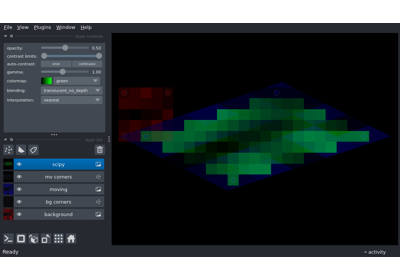 File View Plugins Window Help
opacity: 0.50
contrast limits:
auto-contrast: once continuous
gamma: 1.00
colormap: green
blending: translucent_no_depth
interpolation: nearest
scipy
mv corners
moving
bg corners
background
Ready
activity